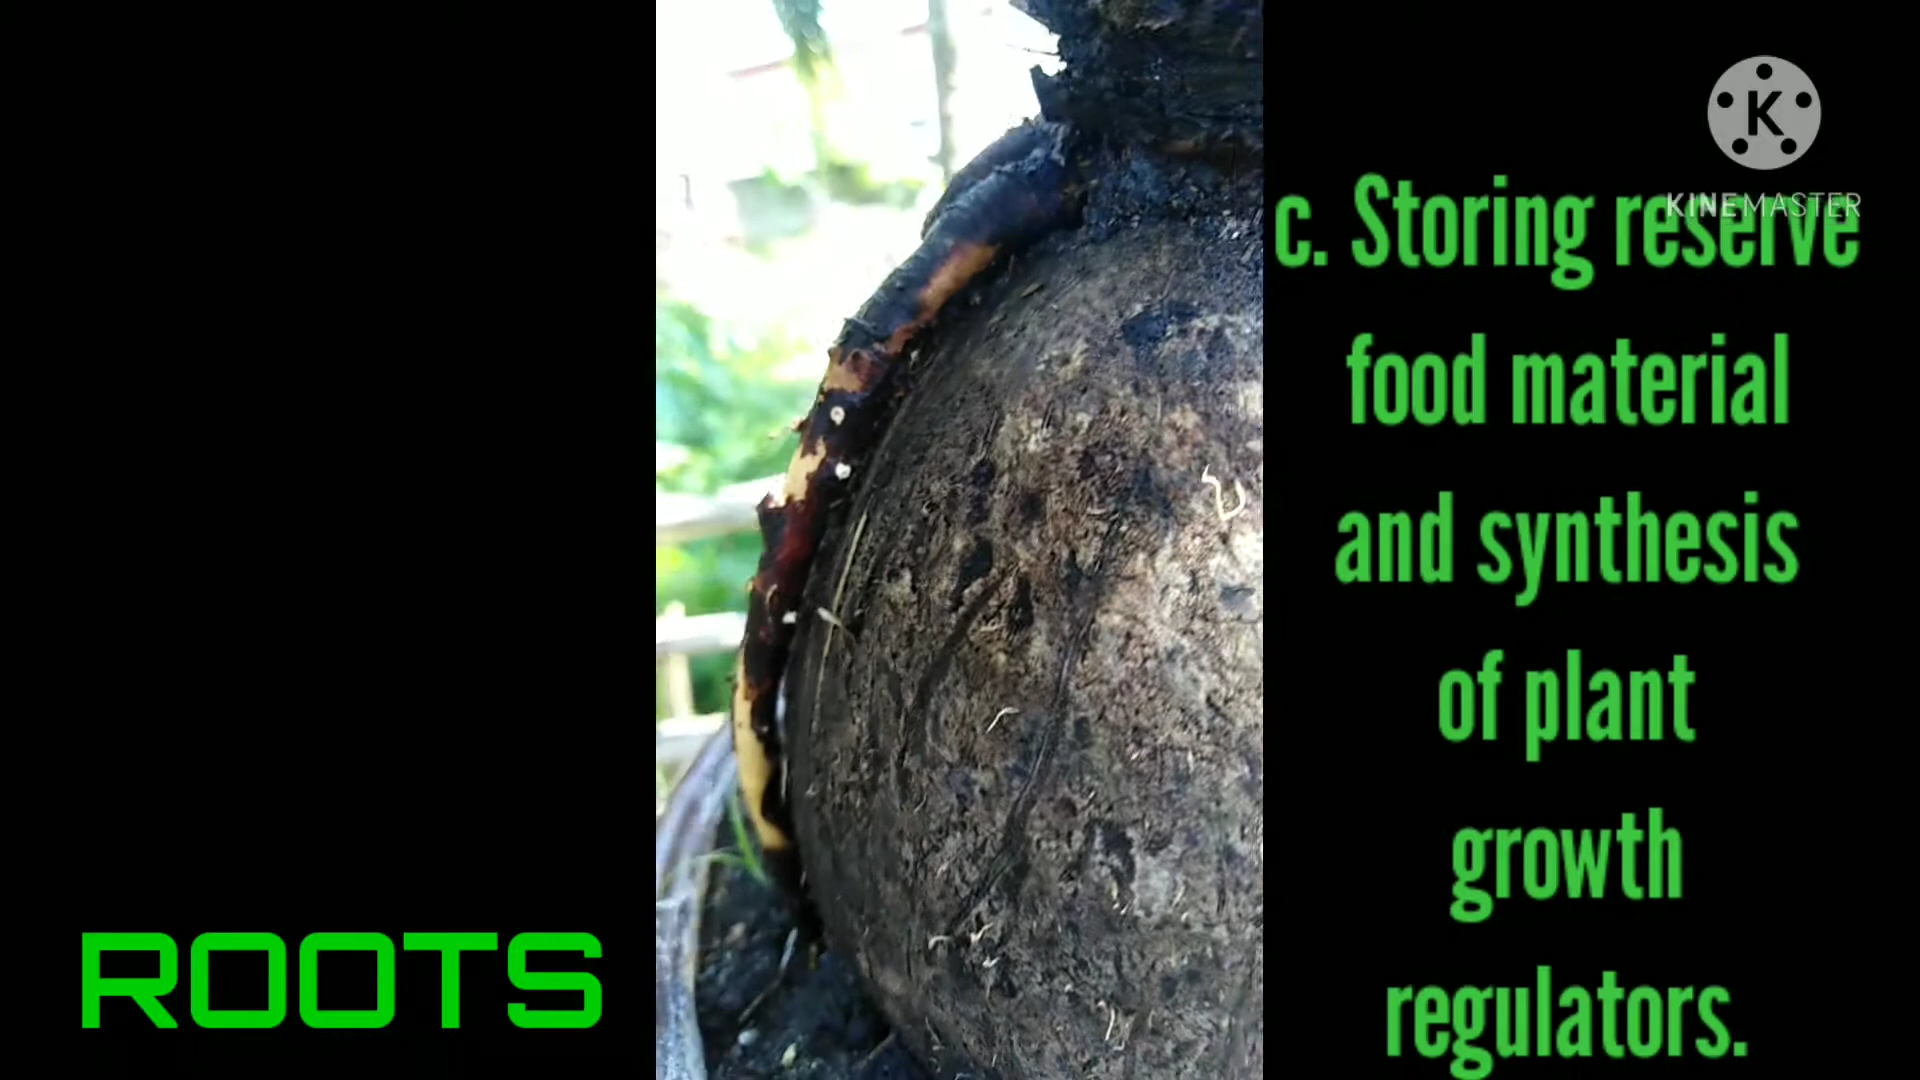 K
KINEMASTER
c. Storing reserve
food material
and synthesis
of plant
growth
regulators.
ROOTS